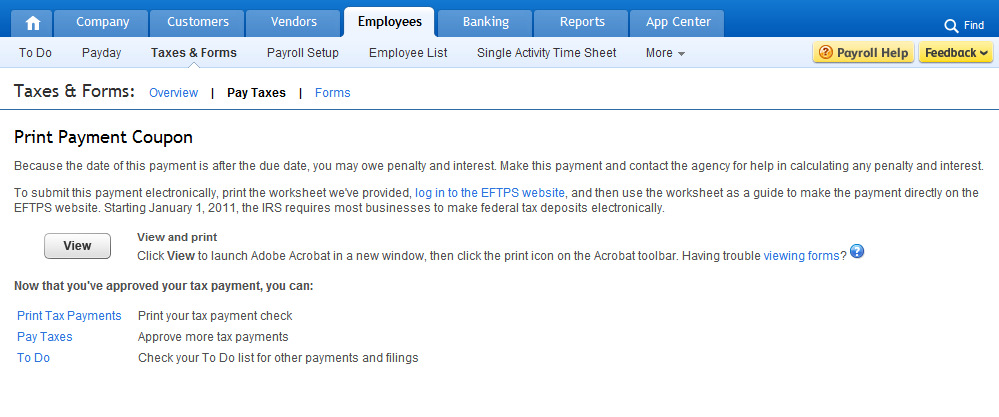 Company Customers Vendors Employees Banking Reports App Center Find
To Do Payday Taxes & Forms Payroll Setup Employee List Single Activity Time Sheet More Payroll Help Feedback
Taxes & Forms: Overview | Pay Taxes | Forms
Print Payment Coupon
Because the date of this payment is after the due date, you may owe penalty and interest. Make this payment and contact the agency for help in calculating any penalty and interest.
To submit this payment electronically, print the worksheet we've provided, log in to the EFTPS website, and then use the worksheet as a guide to make the payment directly on the
EFTPS website. Starting January 1, 2011, the IRS requires most businesses to make federal tax deposits electronically.
View
View and print
Click View to launch Adobe Acrobat in a new window, then click the print icon on the Acrobat toolbar. Having trouble viewing forms? ?
Now that you've approved your tax payment, you can:
Print Tax Payments Print your tax payment check
Pay Taxes Approve more tax payments
To Do Check your To Do list for other payments and filings